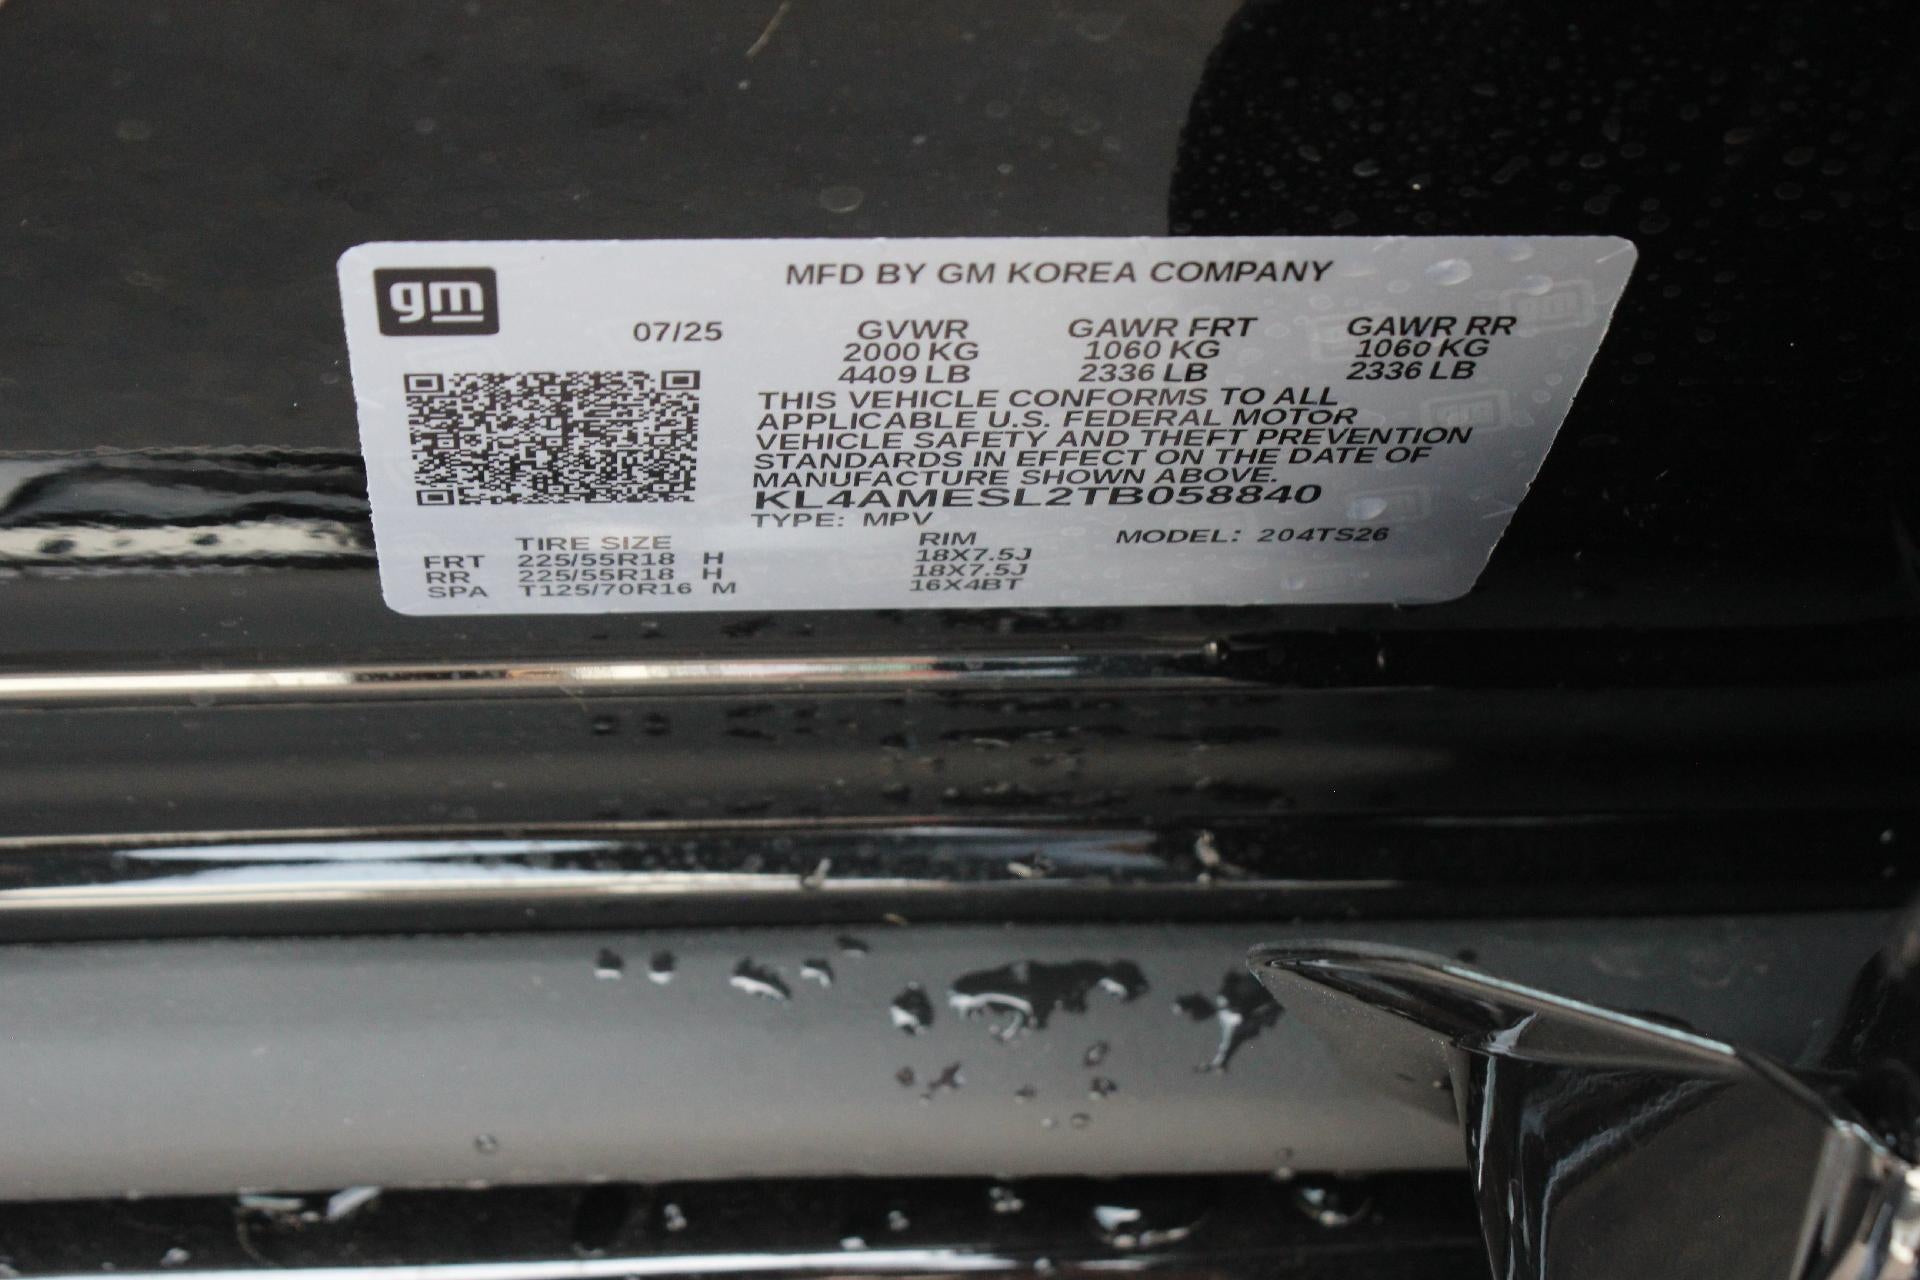 gm
MFD BY GM KOREA COMPANY
07/25 GVWR GAWR FRT GAWR RR
2000 KG 1060 KG 1060 KG
4409 LB 2336 LB 2336 LB
THIS VEHICLE CONFORMS TO ALL
APPLICABLE U.S. FEDERAL MOTOR
VEHICLE SAFETY AND THEFT PREVENTION
STANDARDS IN EFFECT ON THE DATE OF
MANUFACTURE SHOWN ABOVE.
KL4AMESL2TB058840
TYPE: MPV
TIRE SIZE RIM MODEL: 204TS26
FRT 225/55R18 H 18X7.5J
RR 225/55R18 H 18X7.5J
SPA T125/70R16 M 16X4BT